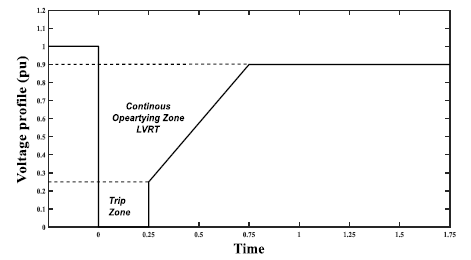 1.2
1.1
1
0.9
0.8
0.7
0.6
0.5
0.4
0.3
0.2
0.1
0
Voltage profile (pu)
Continous
Opeartying Zone
LVRT
Trip
Zone
0 0.25 0.5 0.75 1 1.25 1.5 1.75
Time